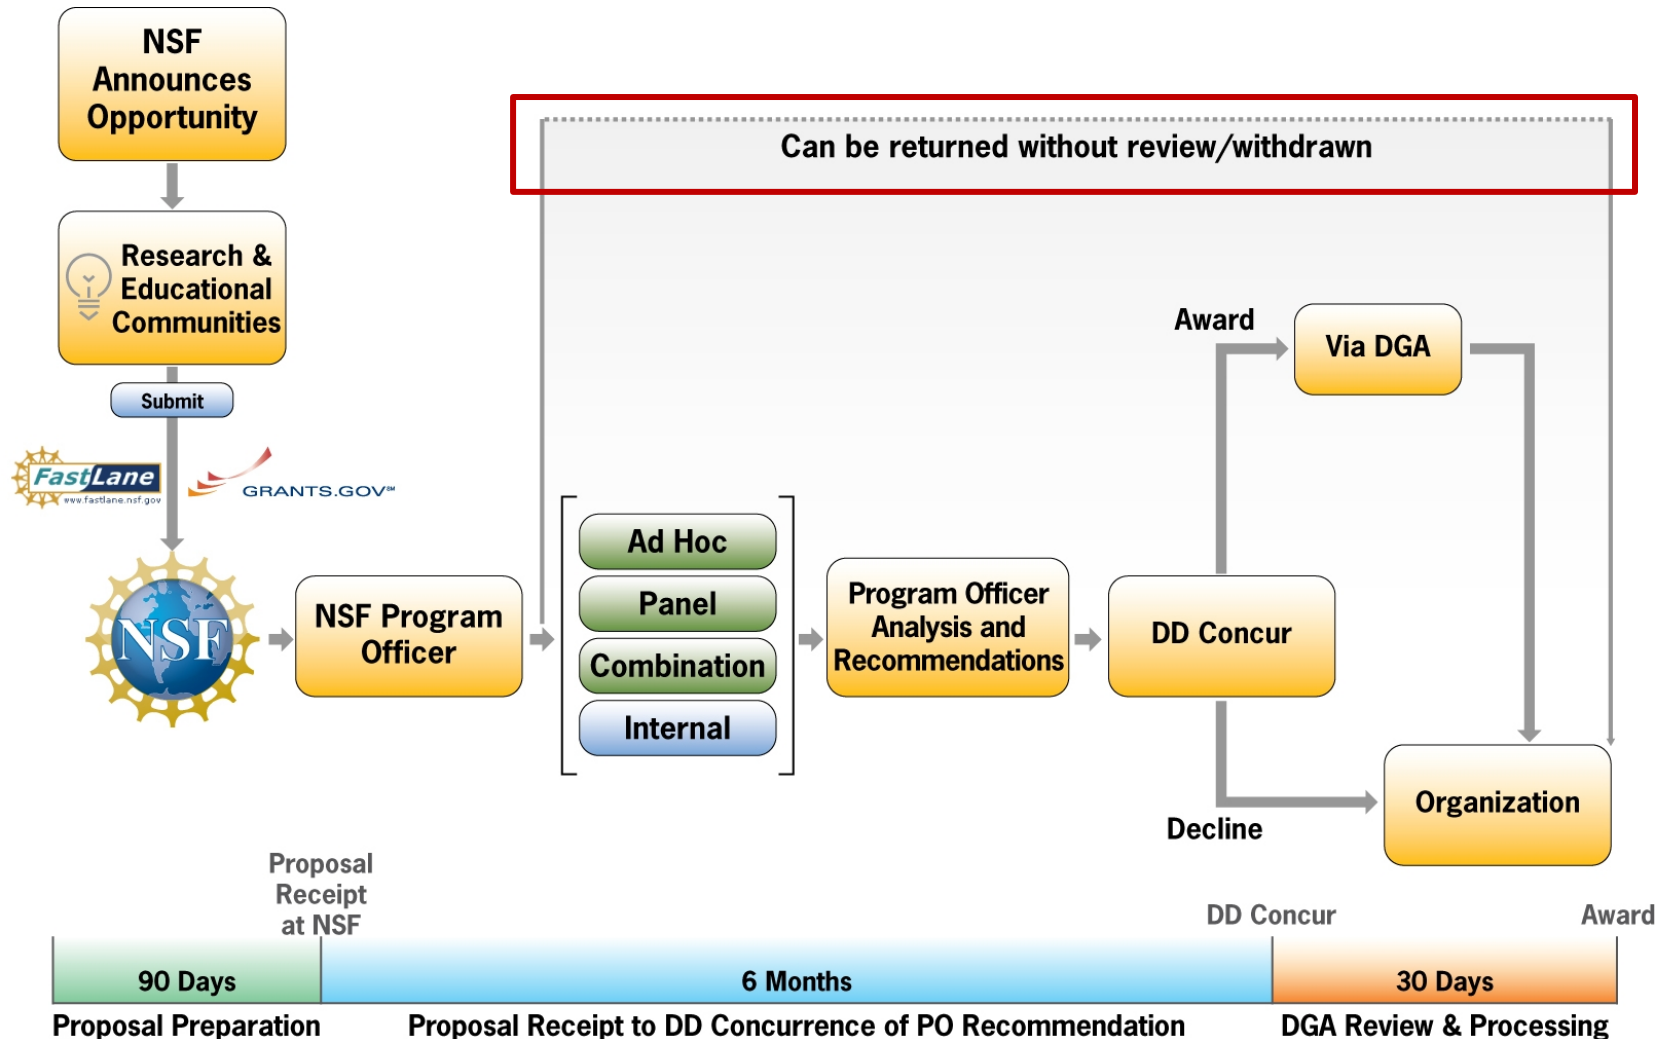 NSF
Announces
Opportunity
Can be returned without review/withdrawn
Research &
Educational
Communities
Submit
FastLane
www.fastlane.nsf.gov
GRANTS.GOV℠
NSF
NSF Program
Officer
Ad Hoc
Panel
Combination
Internal
Program Officer
Analysis and
Recommendations
DD Concur
Award
Via DGA
Decline
Organization
Proposal
Receipt
at NSF
DD Concur
Award
90 Days
6 Months
30 Days
Proposal Preparation
Proposal Receipt to DD Concurrence of PO Recommendation
DGA Review & Processing